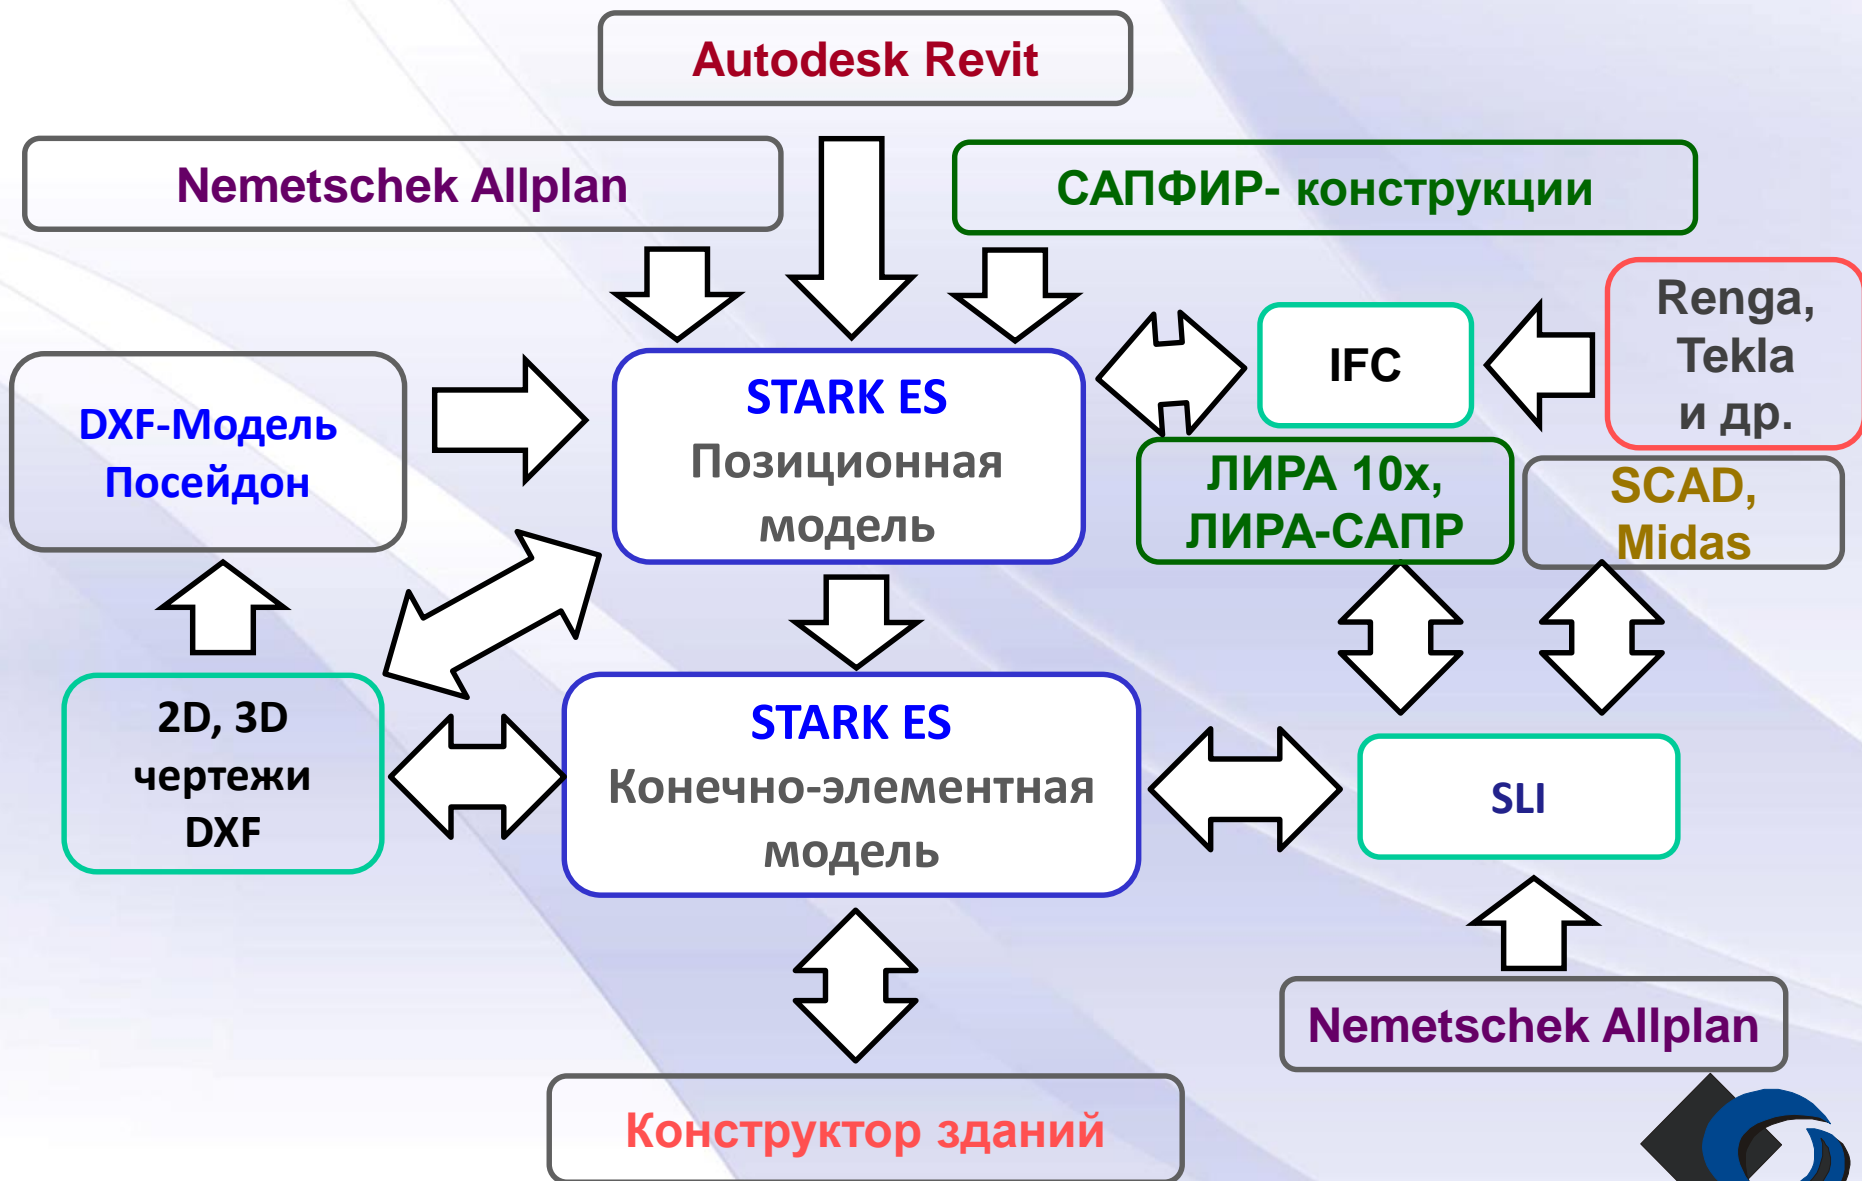 Autodesk Revit
Nemetschek Allplan
САПФИР- конструкции
Renga,
Tekla
и др.
IFC
DXF-Модель
Посейдон
STARK ES
Позиционная
модель
ЛИРА 10х,
ЛИРА-САПР
SCAD,
Midas
2D, 3D
чертежи
DXF
STARK ES
Конечно-элементная
модель
SLI
Nemetschek Allplan
Конструктор зданий